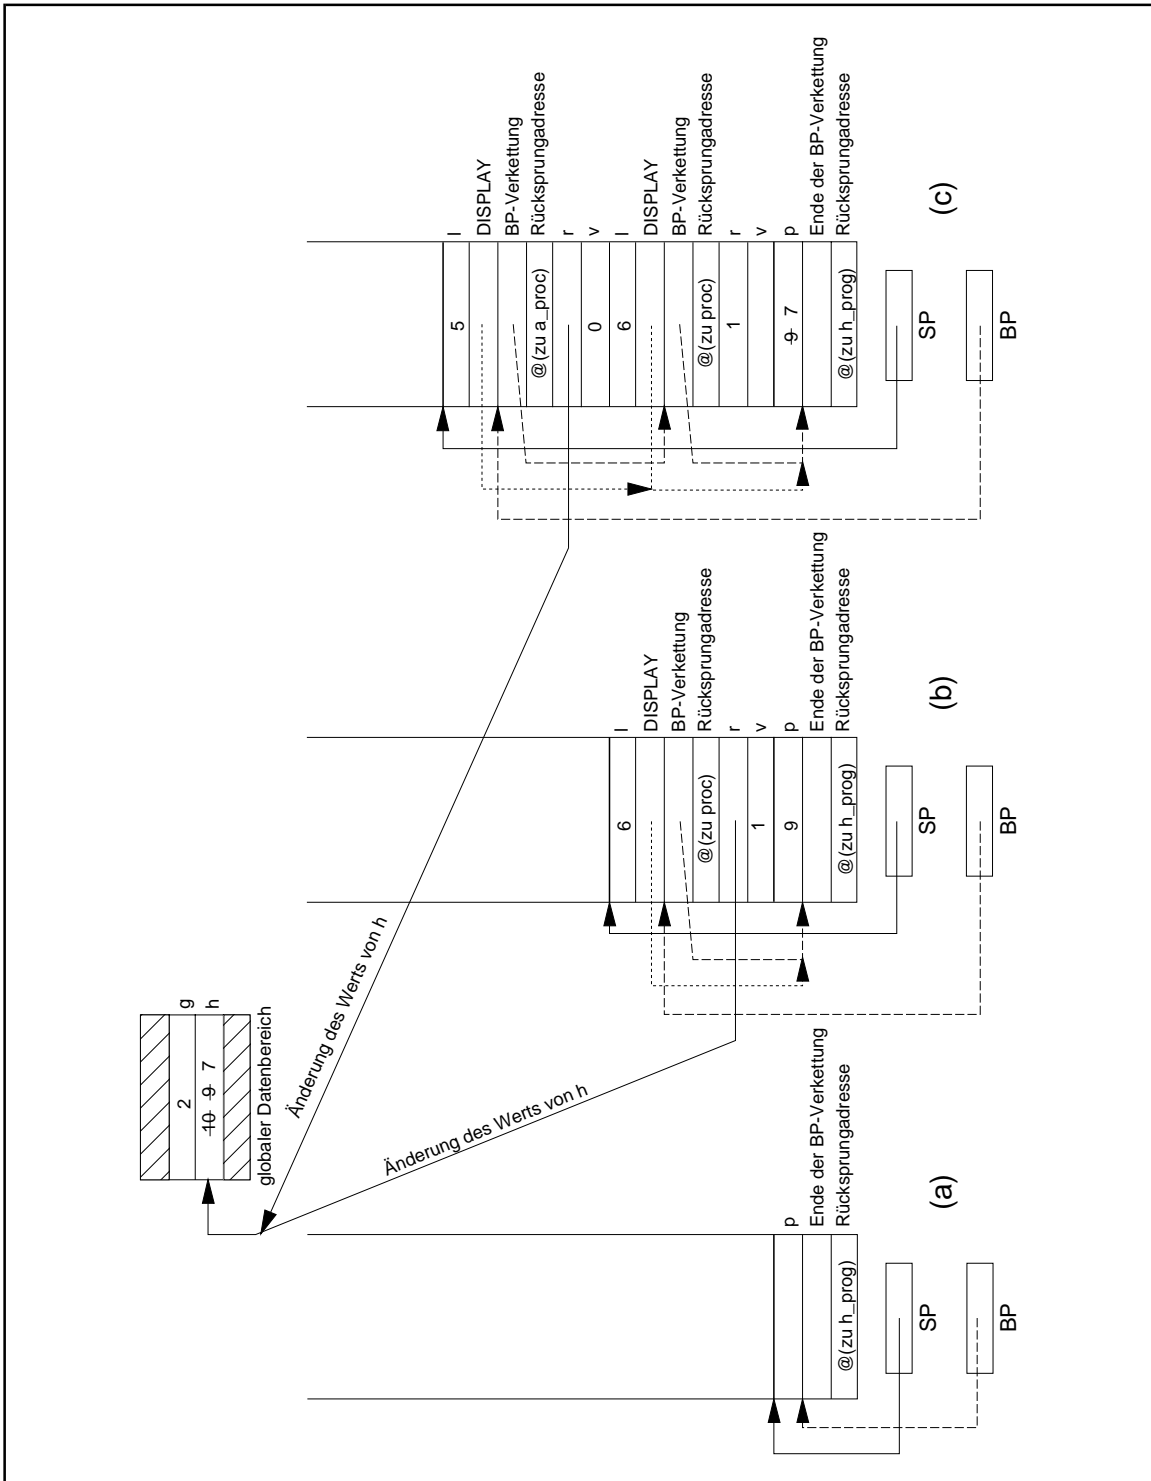 2 g
10 9 7 h
globaler Datenbereich
Änderung des Werts von h
Änderung des Werts von h
p
Ende der BP-Verkettung
@(zu h_prog) Rücksprungadresse
SP
(a)
BP
6 l
DISPLAY
BP-Verkettung
@(zu proc) Rücksprungadresse
r
1 v
9 p
Ende der BP-Verkettung
@(zu h_prog) Rücksprungadresse
SP
(b)
BP
5 l
DISPLAY
BP-Verkettung
@(zu a_proc) Rücksprungadresse
r
0 v
6 l
DISPLAY
BP-Verkettung
@(zu proc) Rücksprungadresse
1 r
v
9 7 p
Ende der BP-Verkettung
@(zu h_prog) Rücksprungadresse
SP
(c)
BP